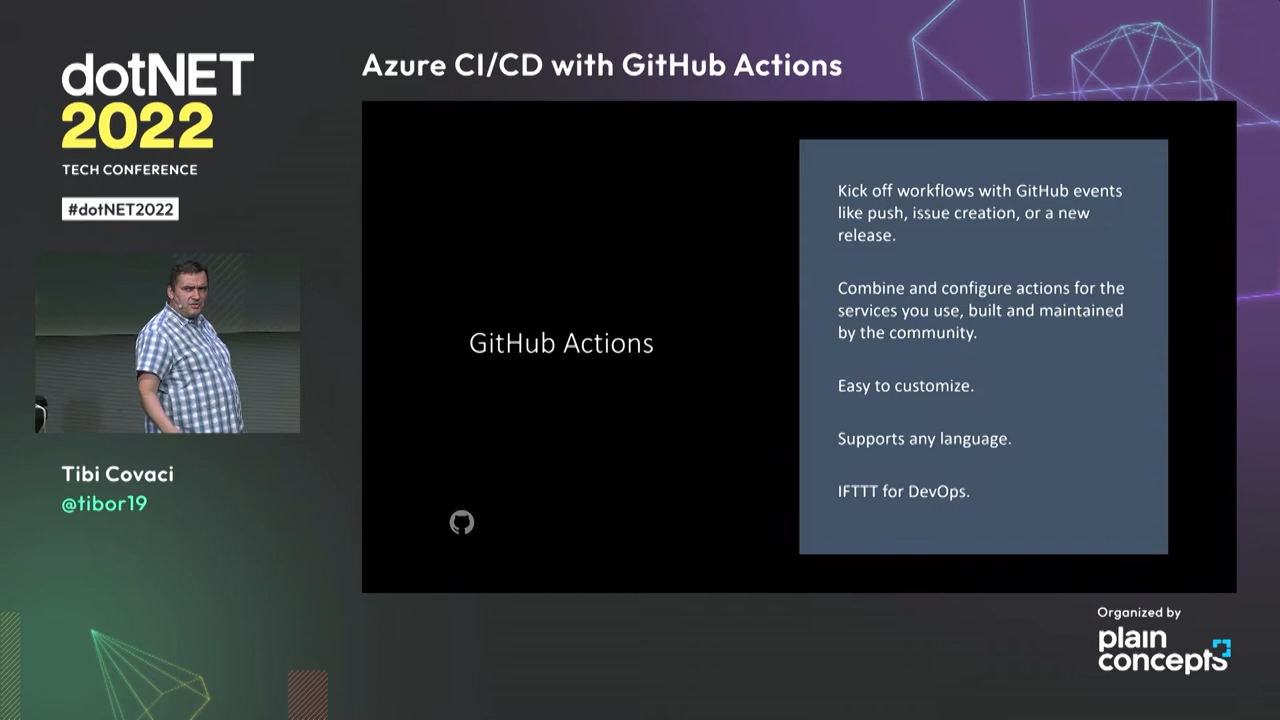 dotNET
2022
TECH CONFERENCE
#dotNET2022
Tibi Covaci
@tibor19
Azure CI/CD with GitHub Actions
GitHub Actions
Kick off workflows with GitHub events
like push, issue creation, or a new
release.
Combine and configure actions for the
services you use, built and maintained
by the community.
Easy to customize.
Supports any language.
IFTTT for DevOps.
Organized by
plain
concepts